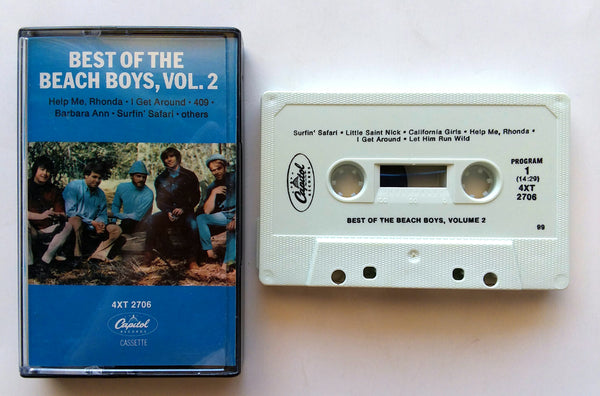 BEST OF THE
BEACH BOYS, VOL. 2
Help Me, Rhonda • I Get Around • 409 •
Barbara Ann • Surfin' Safari • others
4XT 2706
Capitol
RECORDS
CASSETTE
Surfin' Safari • Little Saint Nick • California Girls • Help Me, Rhonda •
I Get Around • Let Him Run Wild
Capitol
RECORDS
PROGRAM
1
(14:29)
4XT
2706
BEST OF THE BEACH BOYS, VOLUME 2
99